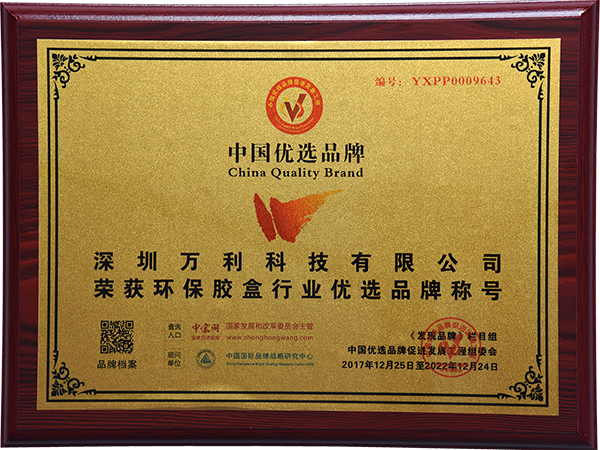 编号：YXPP0009643
中国优选品牌
China Quality Brand
深圳万利科技有限公司
荣获环保胶盒行业优选品牌称号
品牌档案
查询入口
中宏网
国家发展和改革委员会主管
www.zhonghongwang.com
顾问单位
中国国际品牌战略研究中心
《发现品牌》栏目组
中国优选品牌促进发展工程组委会
2017年12月25日至2022年12月24日